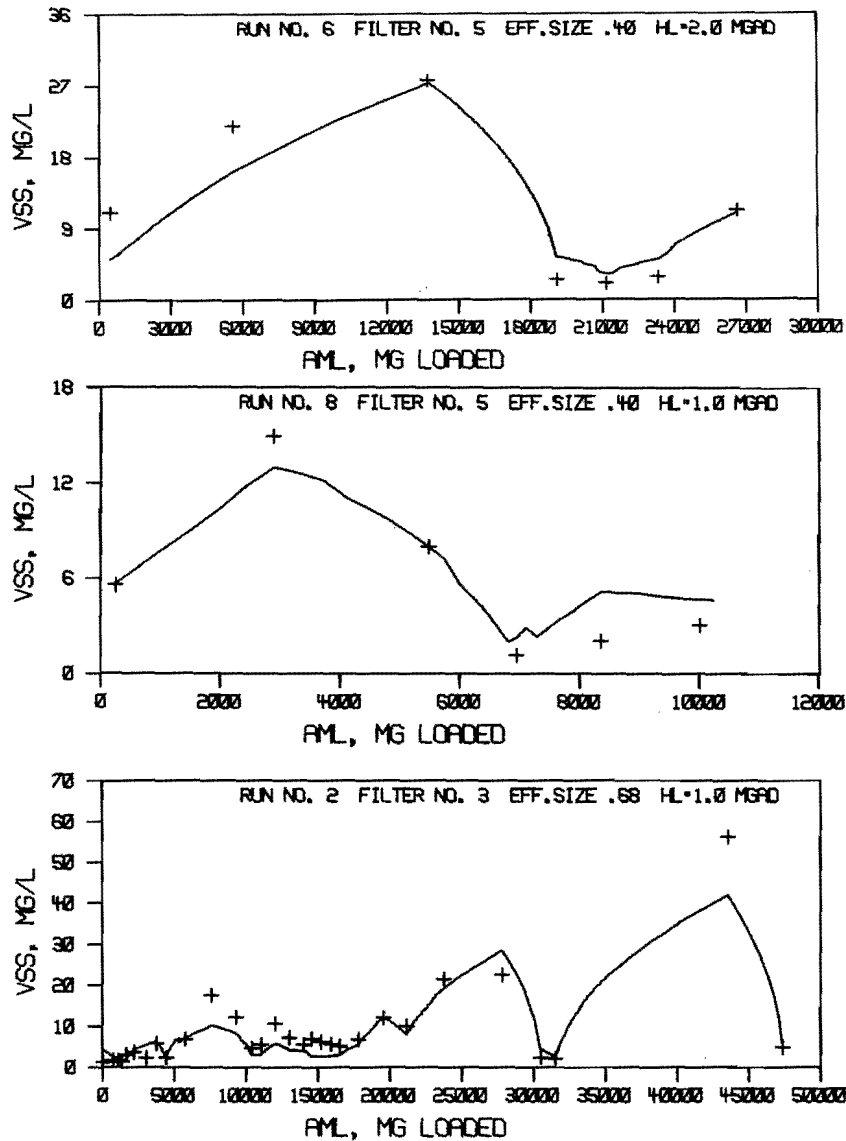 RUN NO. 6 FILTER NO. 5 EFF.SIZE .40 HL=2.0 MGAD
36
27
18
9
0
VSS, MG/L
0 3000 6000 9000 12000 15000 18000 21000 24000 27000 30000
AML, MG LOADED
RUN NO. 8 FILTER NO. 5 EFF.SIZE .40 HL=1.0 MGAD
18
12
6
0
VSS, MG/L
0 2000 4000 6000 8000 10000 12000
AML, MG LOADED
RUN NO. 2 FILTER NO. 3 EFF.SIZE .68 HL=1.0 MGAD
70
60
50
40
30
20
10
0
VSS, MG/L
0 5000 10000 15000 20000 25000 30000 35000 40000 45000 50000
AML, MG LOADED